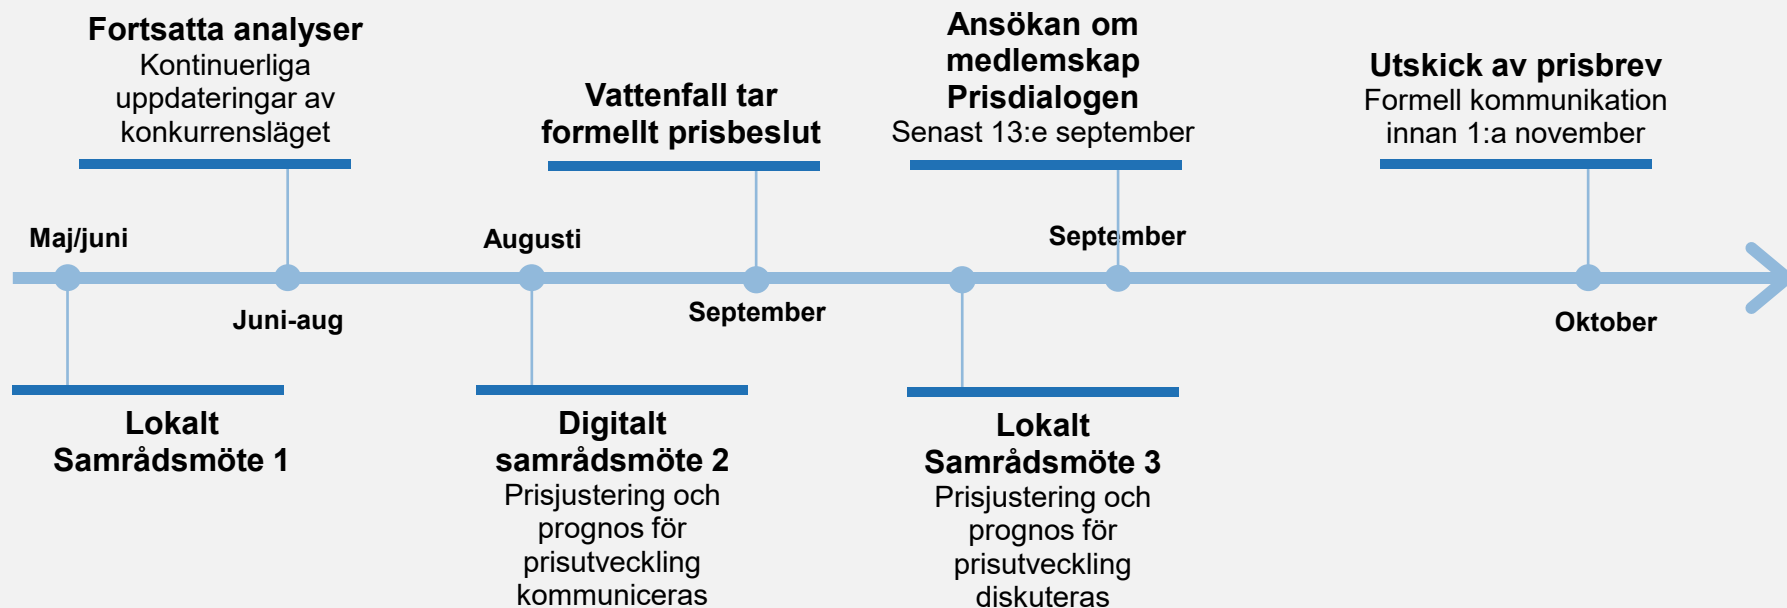 Fortsatta analyser
Kontinuerliga
uppdateringar av
konkurrensläget
Vattenfall tar
formellt prisbeslut
Ansökan om
medlemskap
Prisdialogen
Senast 13:e september
Utskick av prisbrev
Formell kommunikation
innan 1:a november
Maj/juni
Juni-aug
Augusti
September
September
Oktober
Lokalt
Samrådsmöte 1
Digitalt
samrådsmöte 2
Prisjustering och
prognos för
prisutveckling
kommuniceras
Lokalt
Samrådsmöte 3
Prisjustering och
prognos för
prisutveckling
diskuteras